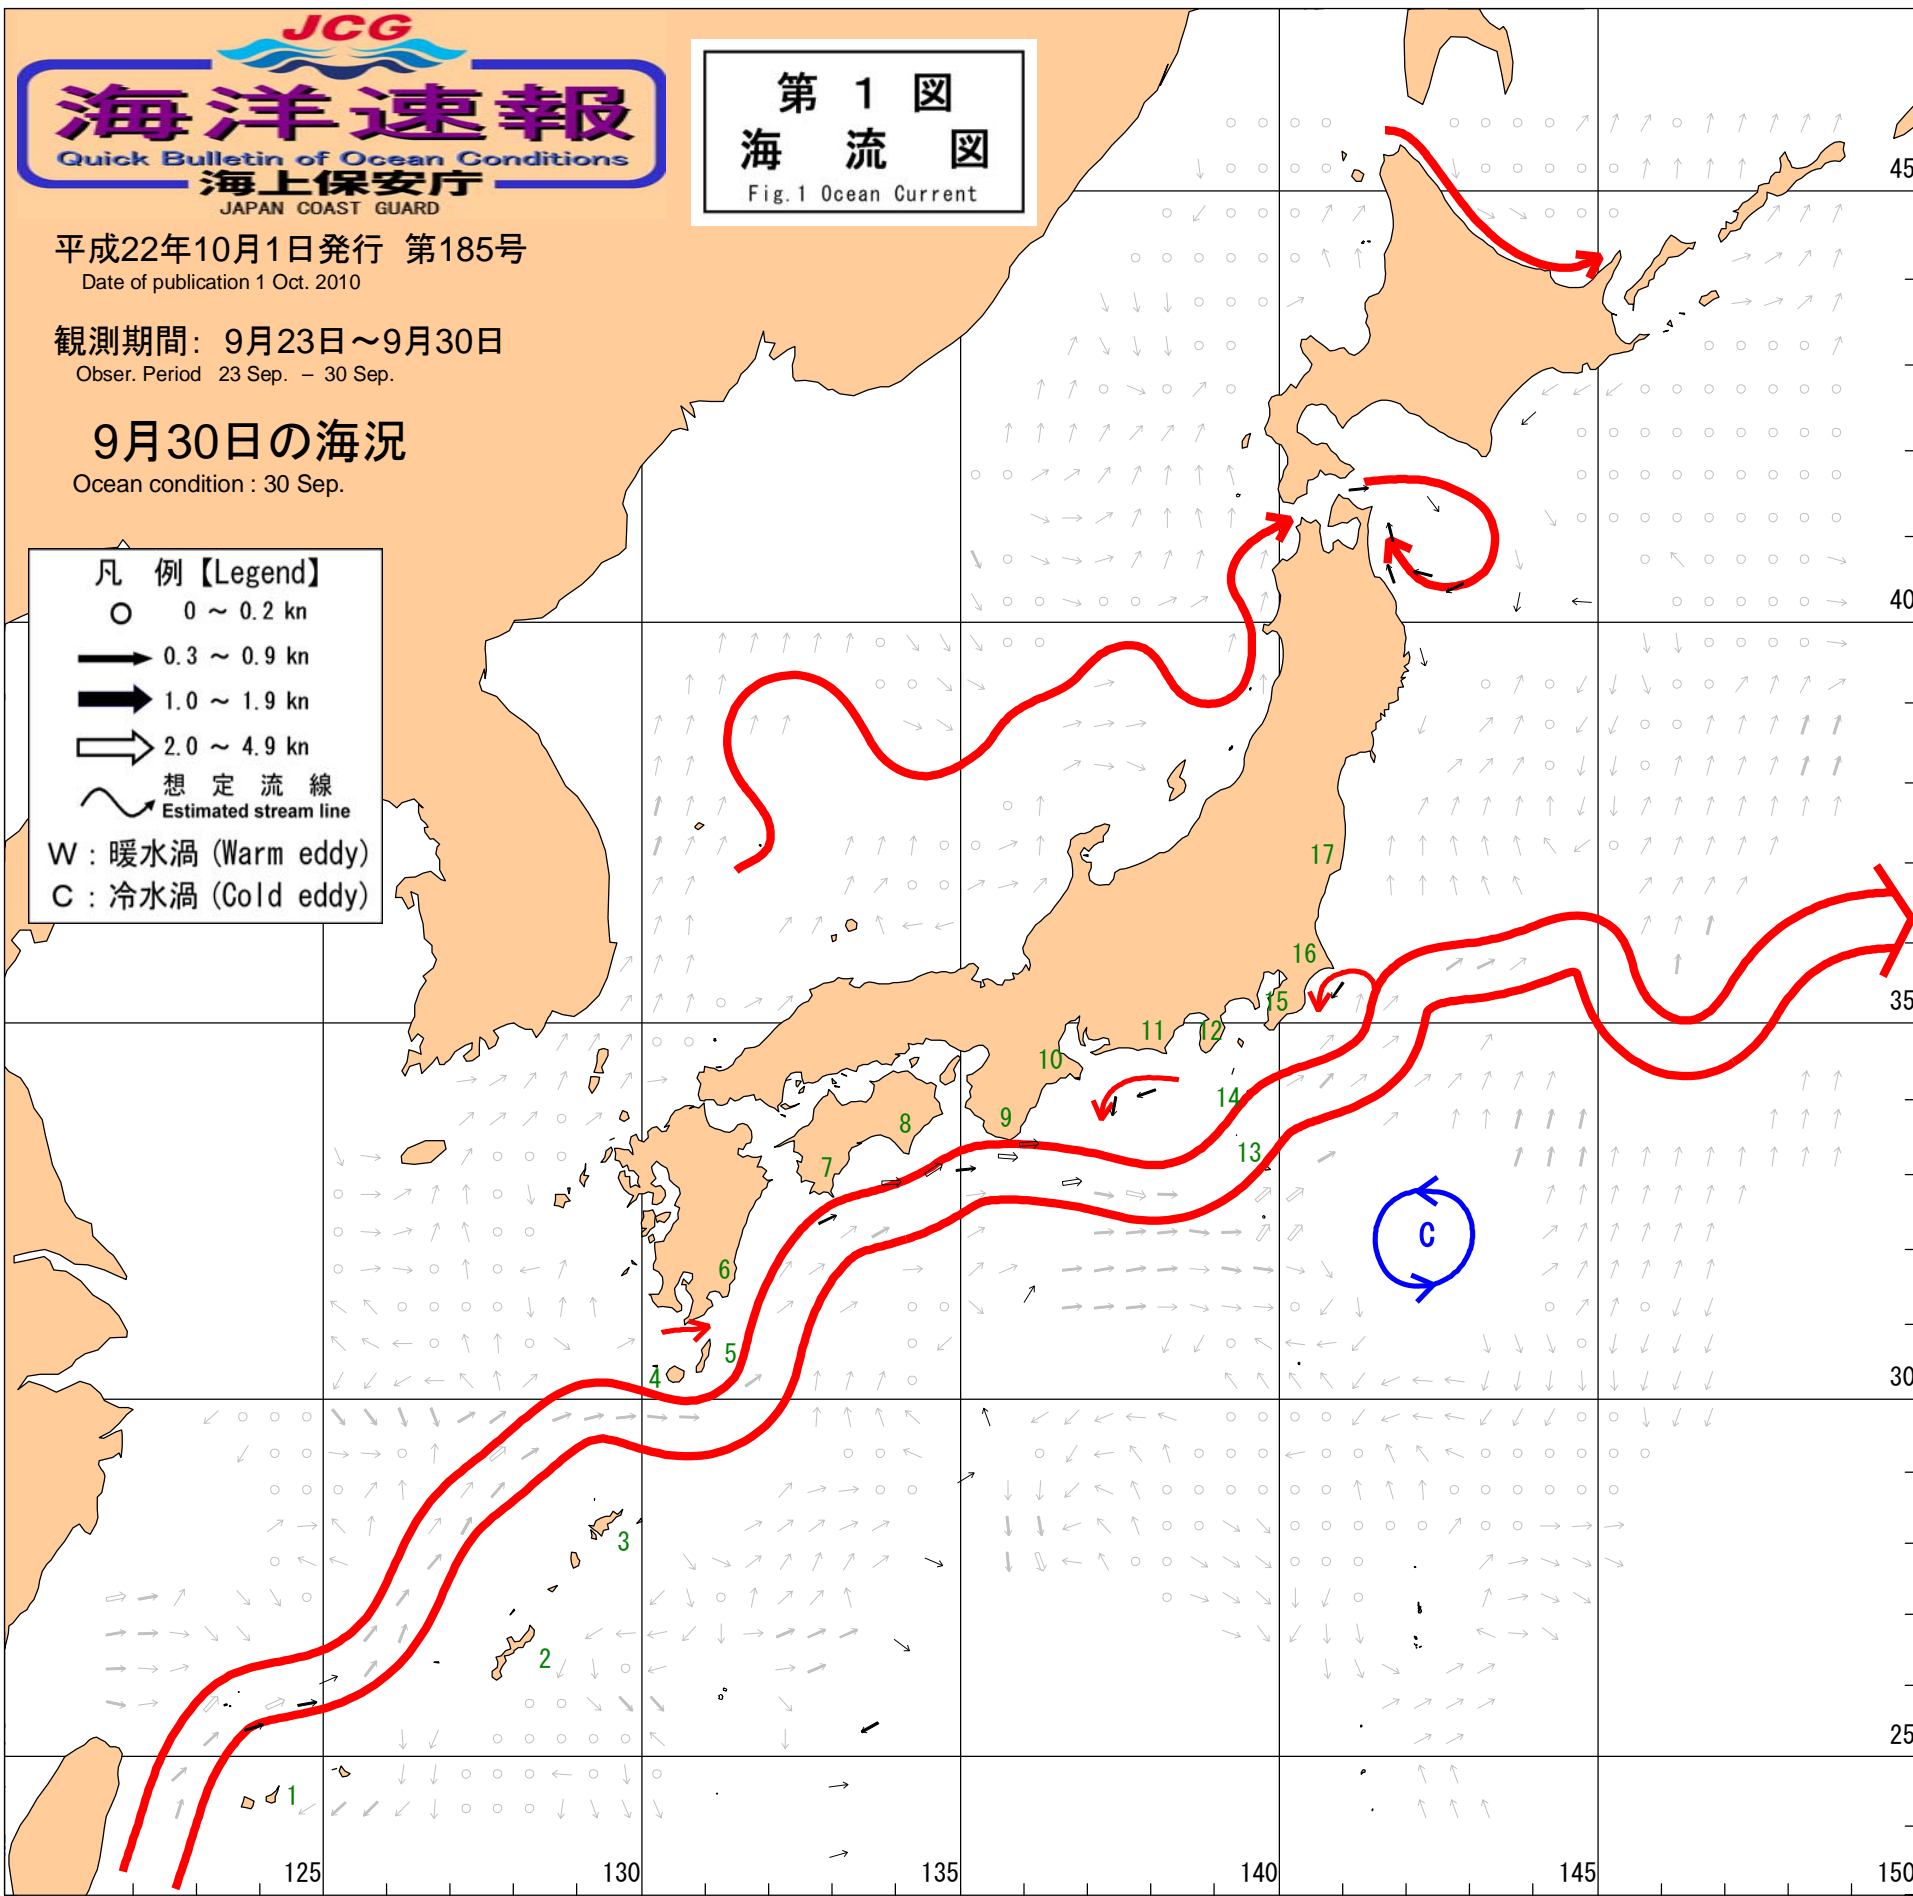 JCG
海洋速報
Quick Bulletin of Ocean Conditions
海上保安庁
JAPAN COAST GUARD
第 1 図
海 流 図
Fig.1 Ocean Current
平成22年10月1日発行 第185号
Date of publication 1 Oct. 2010
観測期間: 9月23日～9月30日
Obser. Period 23 Sep. – 30 Sep.
9月30日の海況
Ocean condition : 30 Sep.
凡 例【Legend】
0 ～ 0.2 kn
0.3 ～ 0.9 kn
1.0 ～ 1.9 kn
2.0 ～ 4.9 kn
想 定 流 線
Estimated stream line
W : 暖水渦 (Warm eddy)
C : 冷水渦 (Cold eddy)
45
40
17
16
35
15
12
11
10
14
9
8
13
7
C
6
5
4
30
3
2
25
1
125
130
135
140
145
150